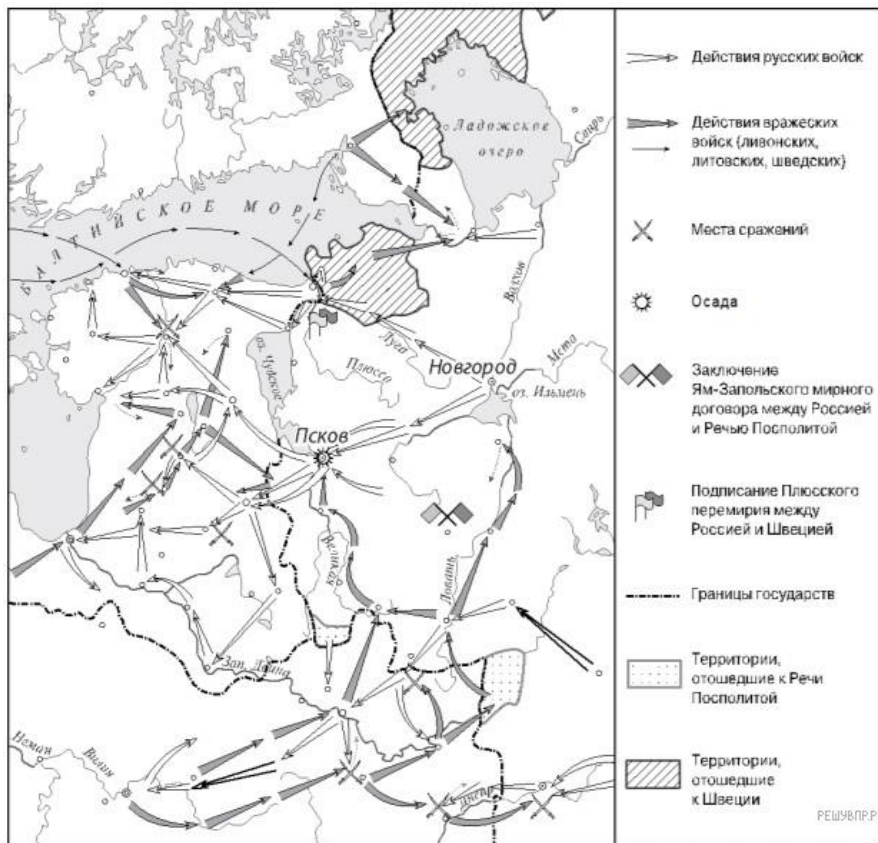 Ладожское
озеро
Свирь
БАЛТИЙСКОЕ МОРЕ
Волхов
Луга
Плюсса
оз. Чудское
Новгород
Мста
оз. Ильмень
Псков
Великая
Ловать
Зап. Двина
Неман
Вилия
Днепр
Действия русских войск
Действия вражеских
войск (ливонских,
литовских, шведских)
Места сражений
Осада
Заключение
Ям-Запольского мирного
договора между Россией
и Речью Посполитой
Подписание Плюсского
перемирия между
Россией и Швецией
Границы государств
Территории,
отошедшие к Речи
Посполитой
Территории,
отошедшие
к Швеции
РЕШУВПР.Р